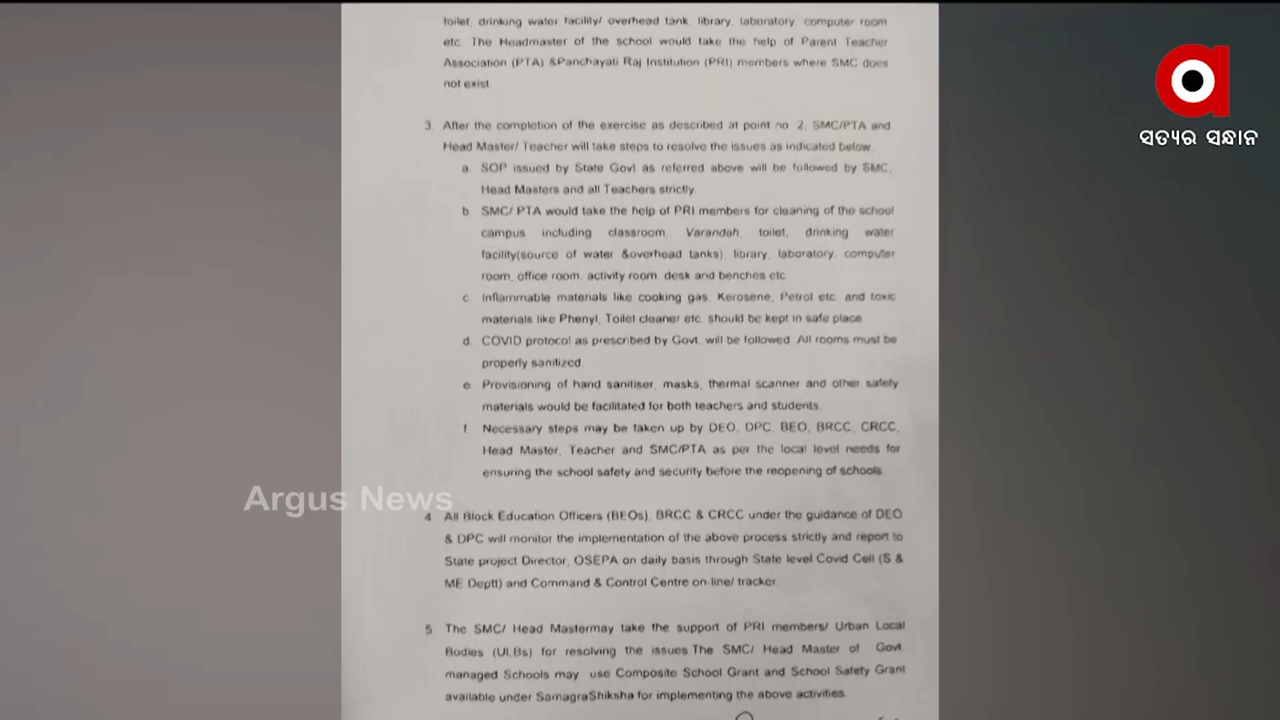 toilet, drinking water facility/ overhead tank, library, laboratory, computer room
etc. The Headmaster of the school would take the help of Parent Teacher
Association (PTA) &Panchayati Raj Institution (PRI) members where SMC does
not exist.
3. After the completion of the exercise as described at point no. 2, SMC/PTA and
Head Master/ Teacher will take steps to resolve the issues as indicated below
a. SOP issued by State Govt as referred above will be followed by SMC,
Head Masters and all Teachers strictly.
b. SMC/ PTA would take the help of PRI members for cleaning of the school
campus including classroom, Varandah, toilet, drinking water
facility(source of water &overhead tanks), library, laboratory, computer
room, office room, activity room, desk and benches etc
c. Inflammable materials like cooking gas, Kerosene, Petrol etc. and toxic
materials like Phenyl, Toilet cleaner etc. should be kept in safe place
d. COVID protocol as prescribed by Govt. will be followed. All rooms must be
properly sanitized.
e. Provisioning of hand sanitiser, masks, thermal scanner and other safety
materials would be facilitated for both teachers and students.
f. Necessary steps may be taken up by DEO, DPC, BEO, BRCC, CRCC,
Head Master, Teacher and SMC/PTA as per the local level needs for
ensuring the school safety and security before the reopening of schools.
4. All Block Education Officers (BEOs), BRCC & CRCC under the guidance of DEO
& DPC will monitor the implementation of the above process strictly and report to
State project Director, OSEPA on daily basis through State level Covid Cell (S &
ME Deptt) and Command & Control Centre on-line/ tracker.
5. The SMC/ Head Mastermay take the support of PRI members/ Urban Local
Bodies (ULBs) for resolving the issues.The SMC/ Head Master of Govt.
managed Schools may use Composite School Grant and School Safety Grant
available under SamagraShiksha for implementing the above activities.
Argus News
a
ସତ୍ୟର ସନ୍ଧାନ